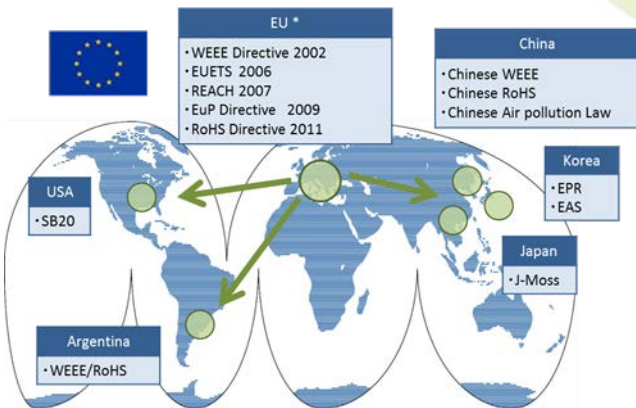 EU *
・WEEE Directive 2002
・EUETS 2006
・REACH 2007
・EuP Directive 2009
・RoHS Directive 2011
China
・Chinese WEEE
・Chinese RoHS
・Chinese Air pollution Law
Korea
・EPR
・EAS
USA
・SB20
Japan
・J-Moss
Argentina
・WEEE/RoHS